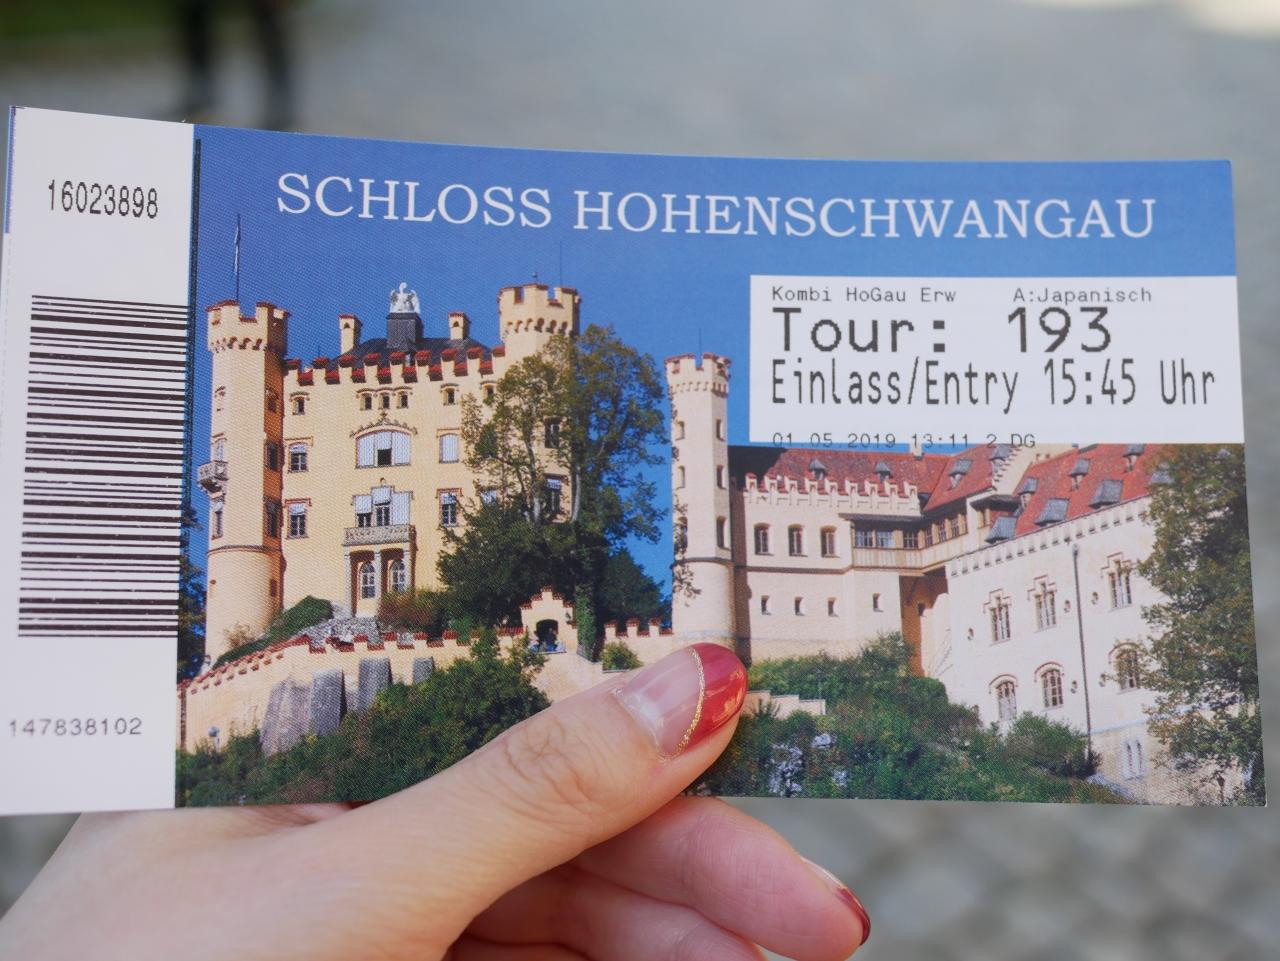 16023898
147838102
SCHLOSS HOHENSCHWANGAU
Kombi HoGau Erw A:Japanisch
Tour: 193
Einlass/Entry 15:45 Uhr
01.05.2019 13:11 2 DG